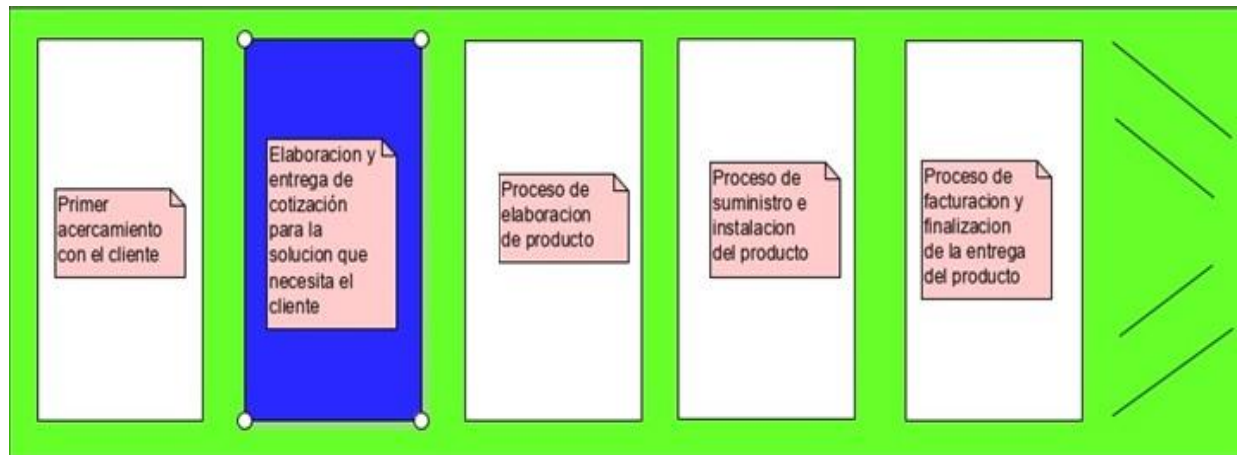 Primer
acercamiento
con el cliente
Elaboracion y
entrega de
cotización
para la
solucion que
necesita el
cliente
Proceso de
elaboracion
de producto
Proceso de
suministro e
instalacion
del producto
Proceso de
facturacion y
finalizacion
de la entrega
del producto